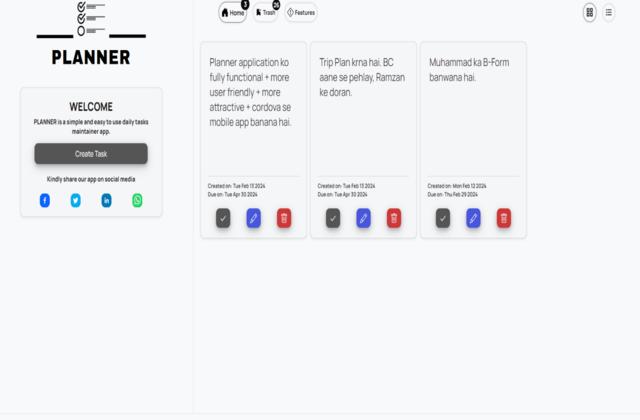 PLANNER
WELCOME
PLANNER is a simple and easy to use daily tasks
maintainer app.
Create Task
Kindly share our app on social media
Home
3
Trash
26
Features
Planner application ko
fully functional + more
user friendly + more
attractive + cordova se
mobile app banana hai.
Created on: Tue Feb 13 2024
Due on: Tue Apr 30 2024
Trip Plan krna hai. BC
aane se pehlay, Ramzan
ke doran.
Created on: Tue Feb 13 2024
Due on: Tue Apr 30 2024
Muhammad ka B-Form
banwana hai.
Created on: Mon Feb 12 2024
Due on: Thu Feb 29 2024